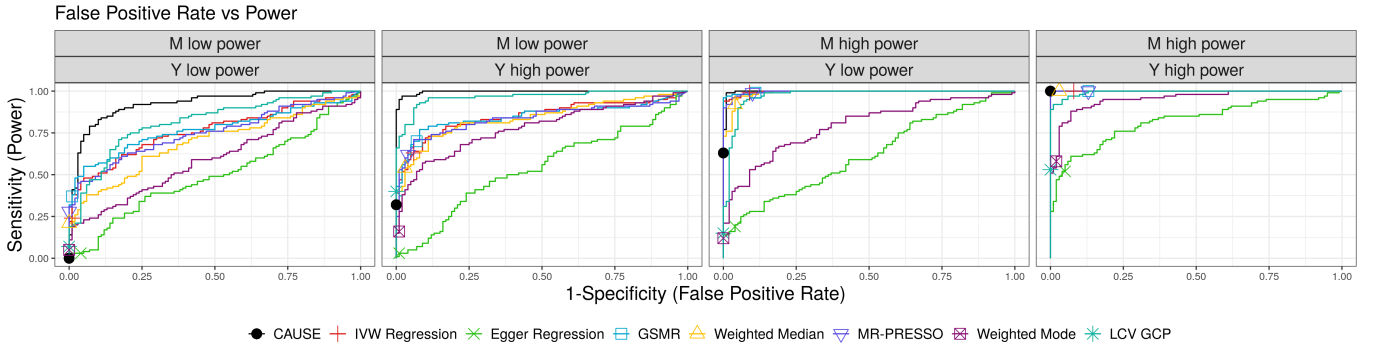 False Positive Rate vs Power
M low power M low power M high power M high power
Y low power Y high power Y low power Y high power
1.00
0.75
0.50
0.25
0.00
Sensitivity (Power)
0.00 0.25 0.50 0.75 1.00 0.00 0.25 0.50 0.75 1.00 0.00 0.25 0.50 0.75 1.00 0.00 0.25 0.50 0.75 1.00
1-Specificity (False Positive Rate)
CAUSE IVW Regression Egger Regression GSMR Weighted Median MR-PRESSO Weighted Mode LCV GCP